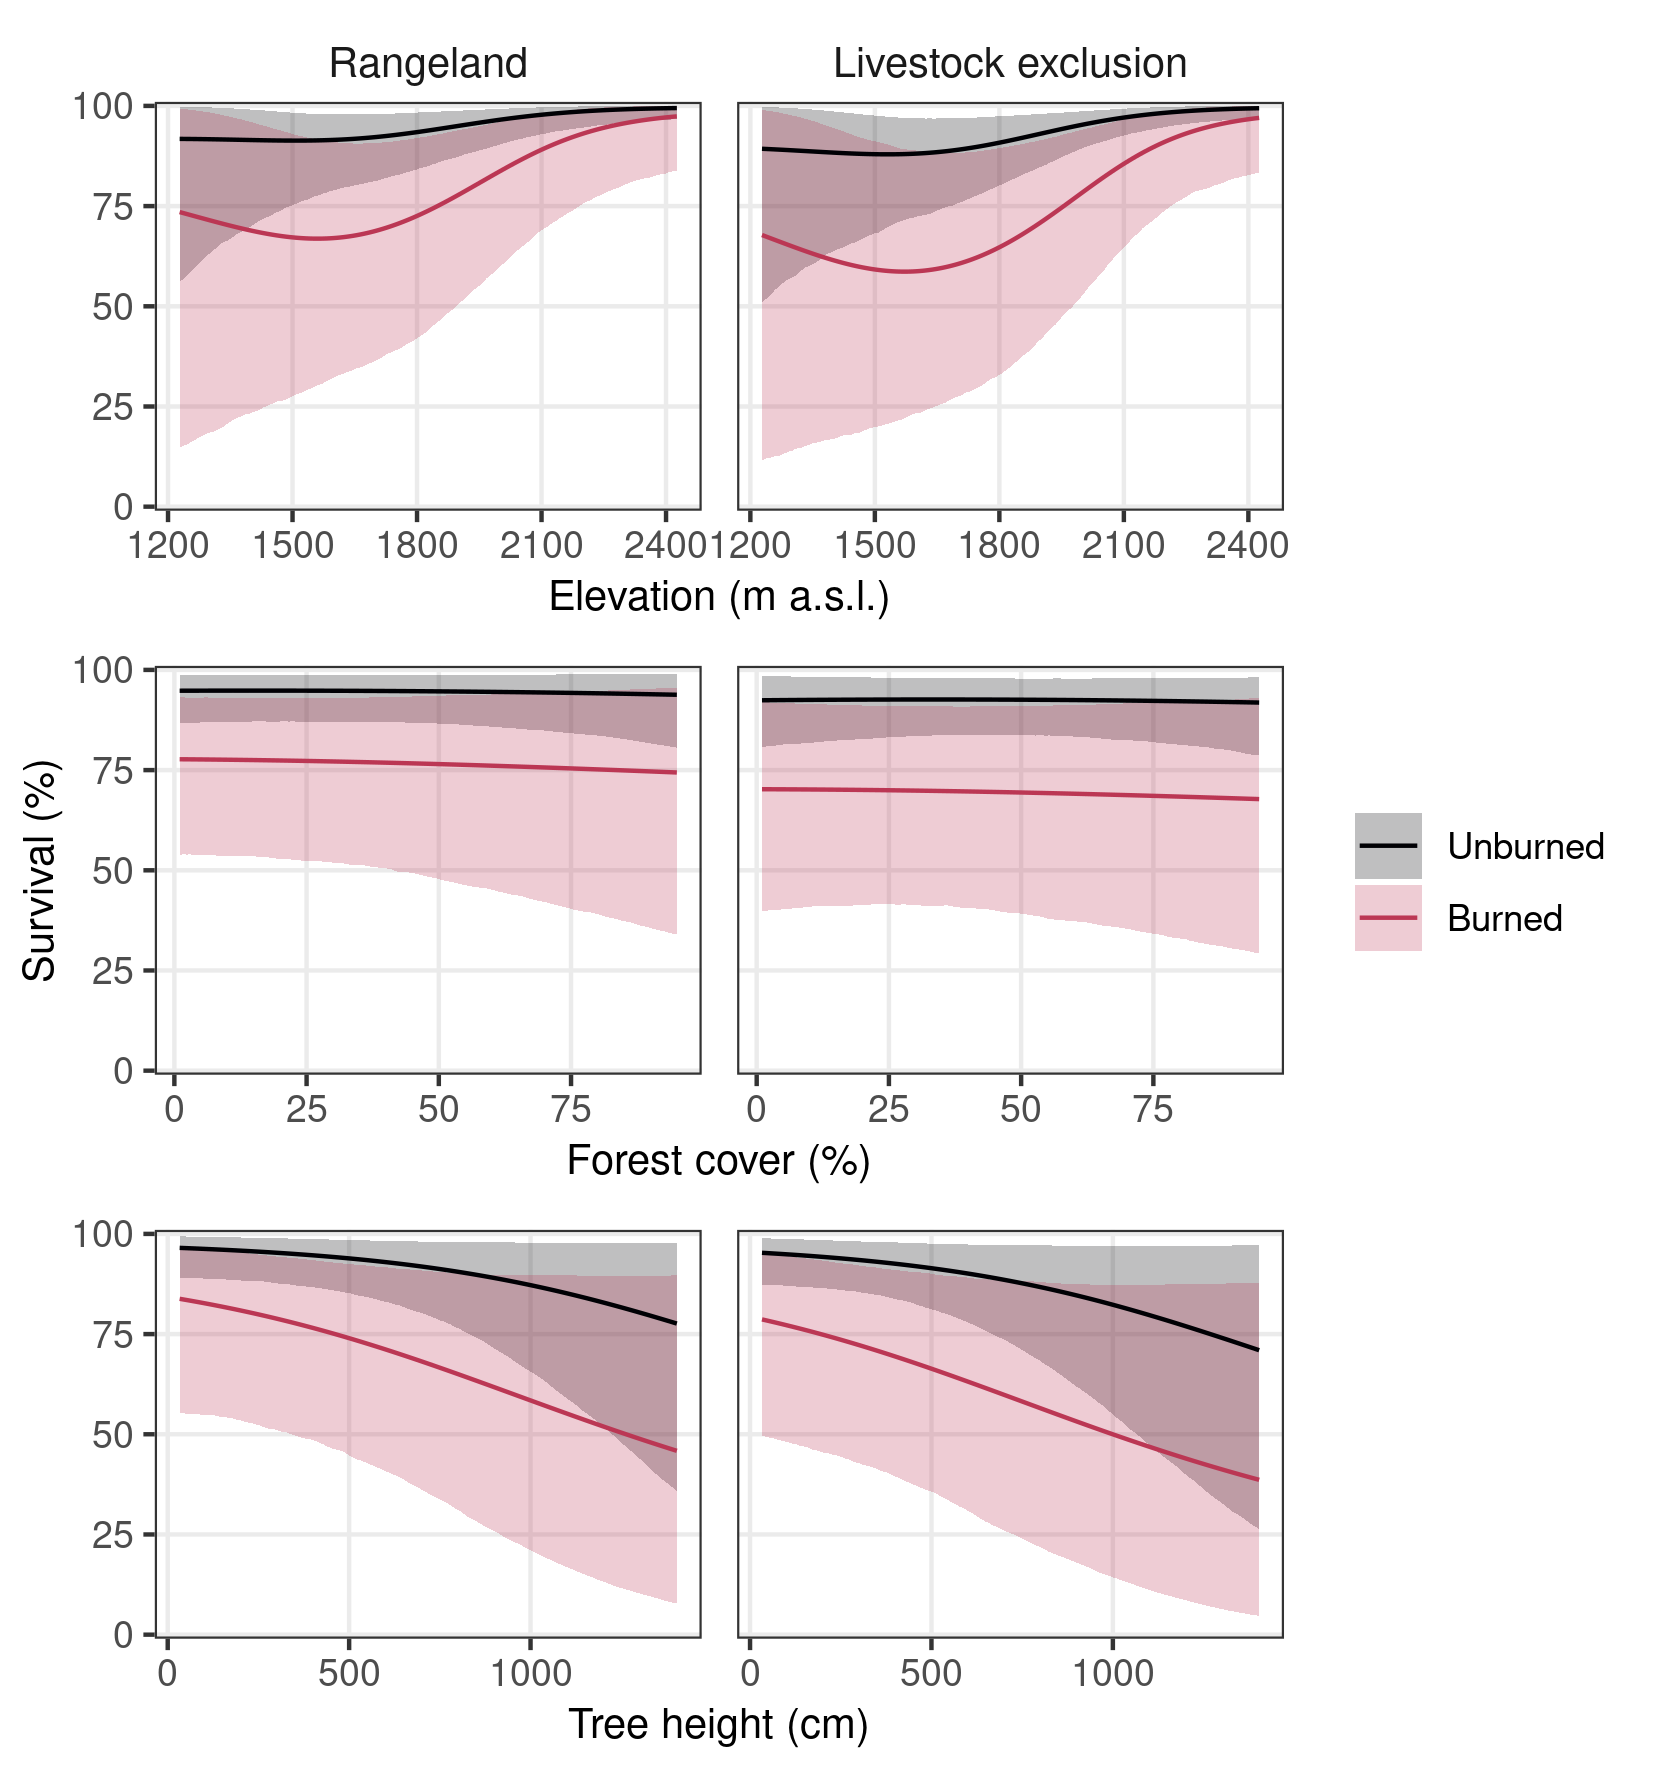 Rangeland Livestock exclusion
100
75
50
25
0
1200 1500 1800 2100 2400 1200 1500 1800 2100 2400
Elevation (m a.s.l.)
100
75
50
25
0
0 25 50 75 0 25 50 75
Forest cover (%)
Survival (%)
Unburned
Burned
100
75
50
25
0
0 500 1000 0 500 1000
Tree height (cm)